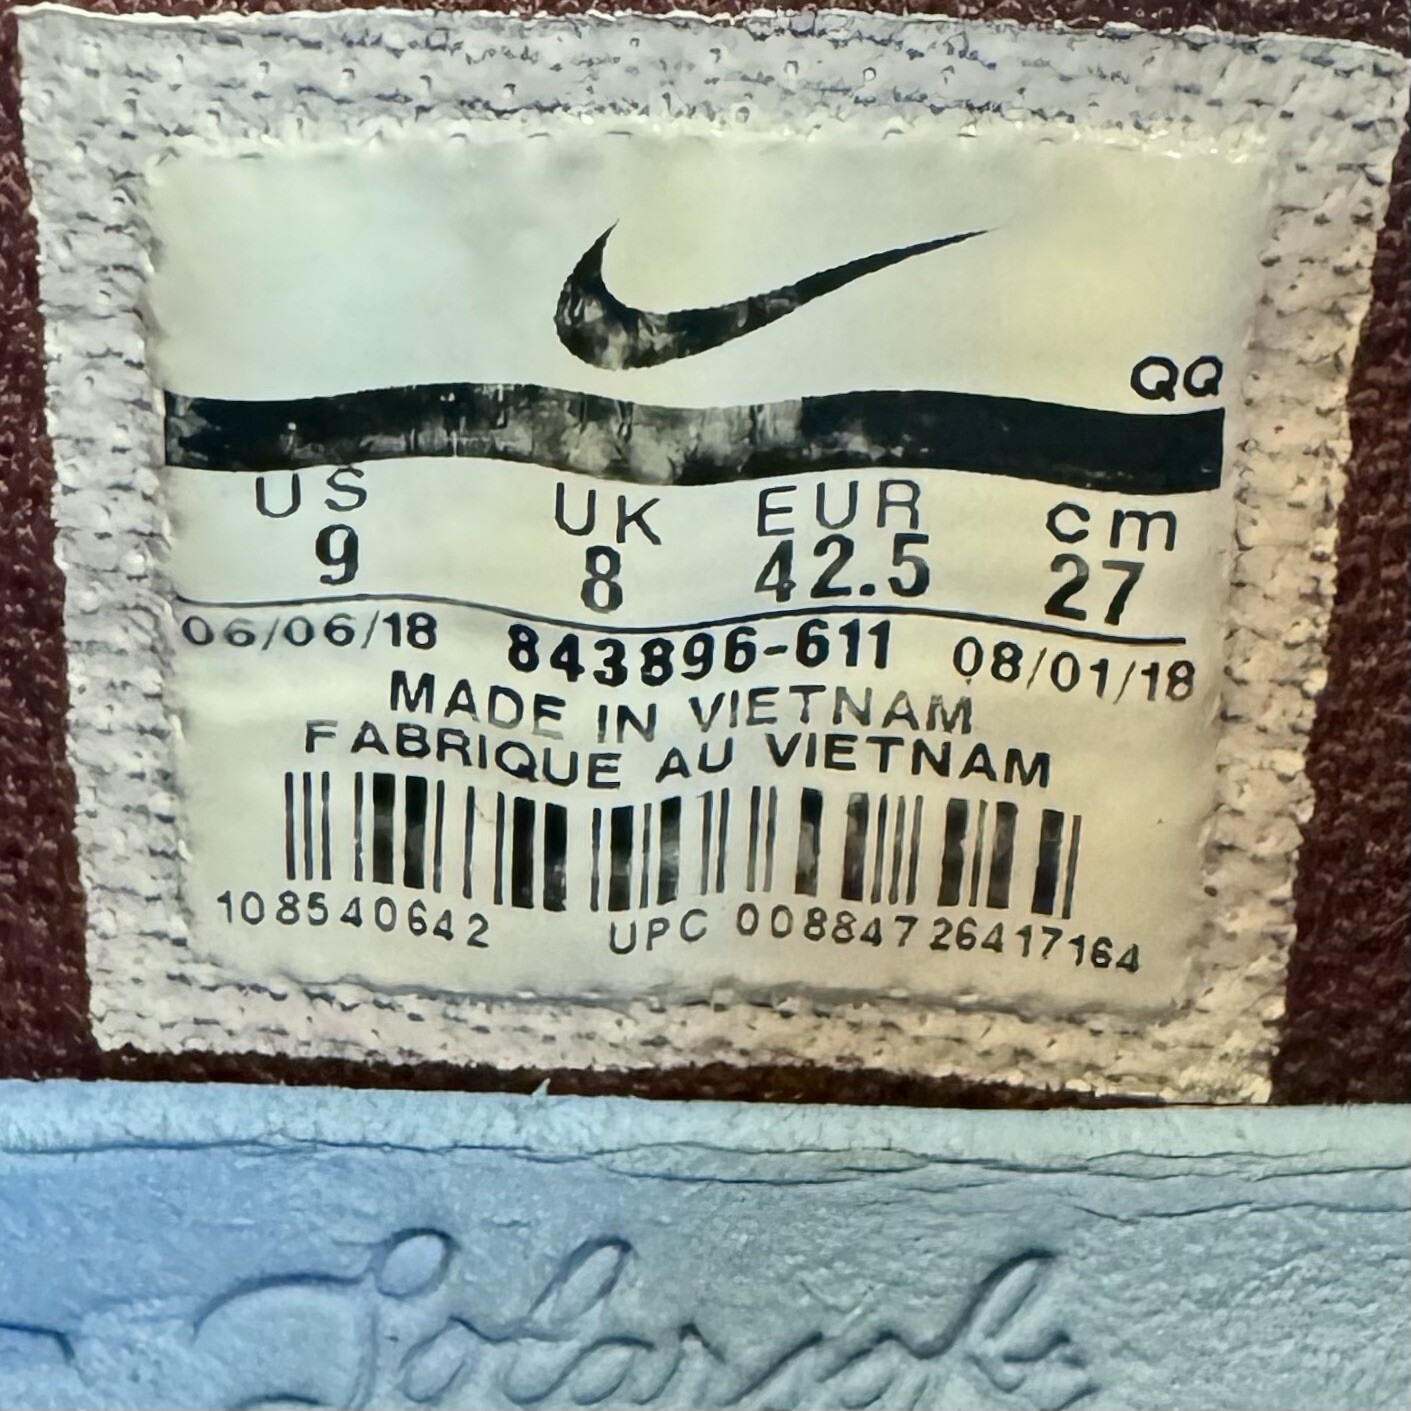 QQ
US UK EUR cm
9 8 42.5 27
06/06/18 843896-611 08/01/18
MADE IN VIETNAM
FABRIQUE AU VIETNAM
108540642 UPC 00884726417164